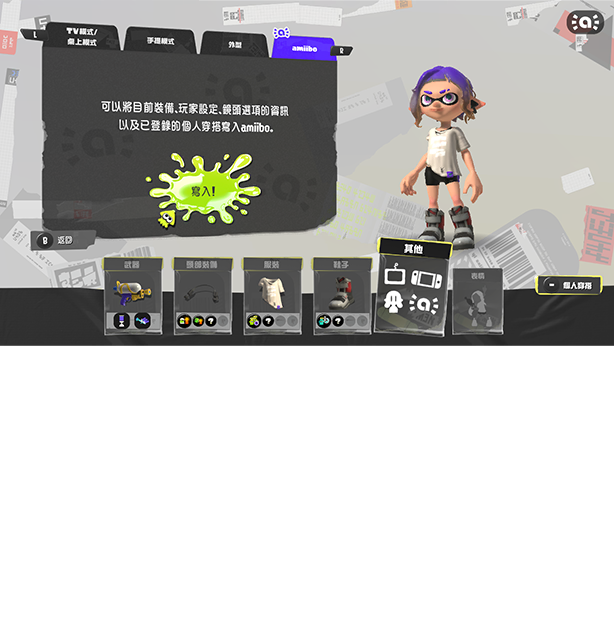 L
TV模式/
桌上模式
手提模式
外型
amiibo
R
可以將目前裝備、玩家設定、鏡頭選項的資訊
以及已登錄的個人穿搭寫入amiibo。
寫入!
B 返回
武器
頭部裝備
服裝
鞋子
其他
表情
- 個人穿搭